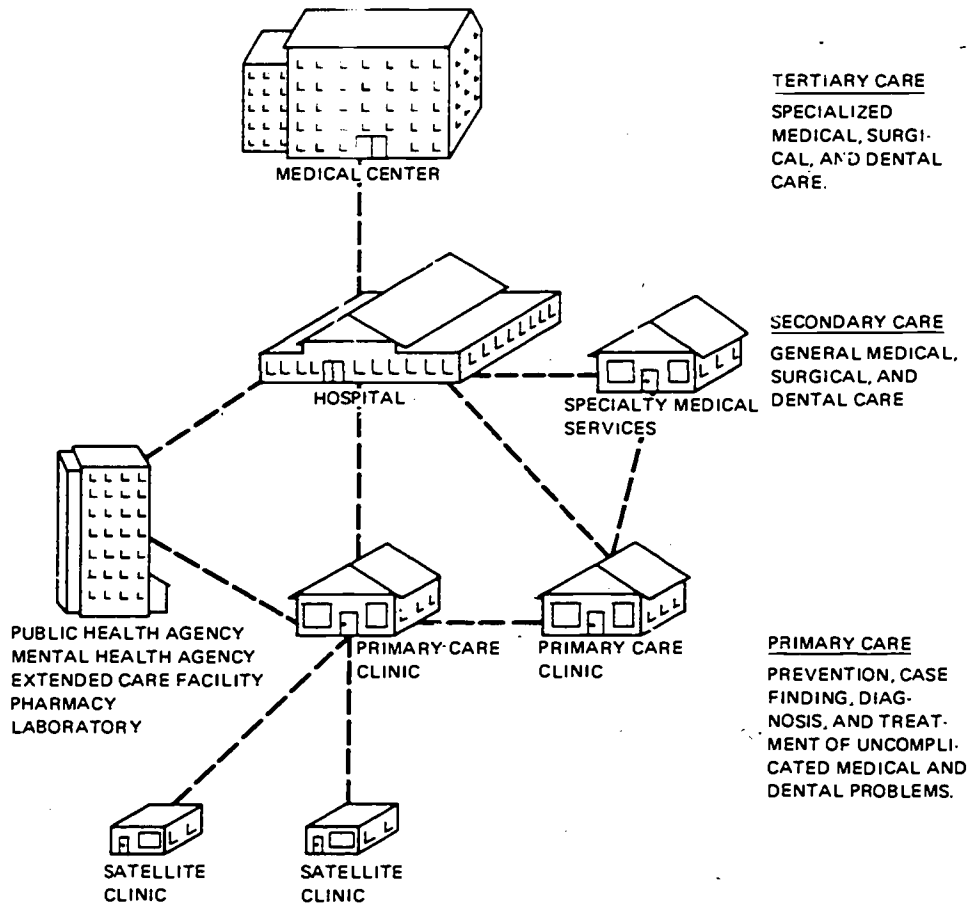 MEDICAL CENTER
TERTIARY CARE
SPECIALIZED
MEDICAL, SURGI-
CAL, AND DENTAL
CARE.
HOSPITAL
SPECIALTY MEDICAL
SERVICES
SECONDARY CARE
GENERAL MEDICAL,
SURGICAL, AND
DENTAL CARE
PUBLIC HEALTH AGENCY
MENTAL HEALTH AGENCY
EXTENDED CARE FACILITY
PHARMACY
LABORATORY
PRIMARY CARE
CLINIC
PRIMARY CARE
CLINIC
PRIMARY CARE
PREVENTION, CASE
FINDING, DIAG-
NOSIS, AND TREAT-
MENT OF UNCOMPLI-
CATED MEDICAL AND
DENTAL PROBLEMS.
SATELLITE
CLINIC
SATELLITE
CLINIC